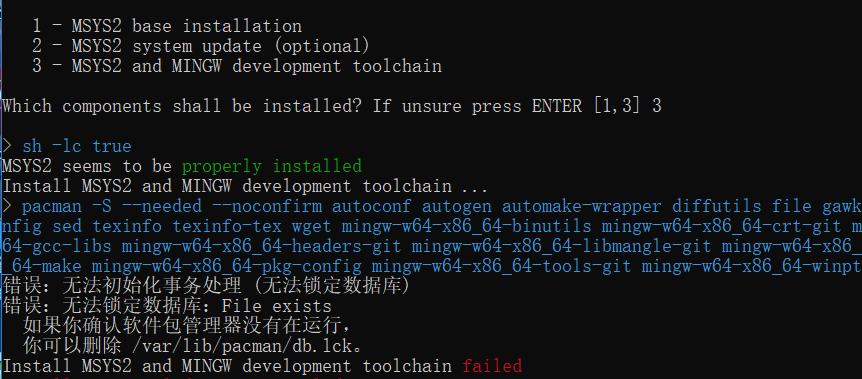 1 - MSYS2 base installation
2 - MSYS2 system update (optional)
3 - MSYS2 and MINGW development toolchain
Which components shall be installed? If unsure press ENTER [1,3] 3
> sh -lc true
MSYS2 seems to be properly installed
Install MSYS2 and MINGW development toolchain ...
> pacman -S --needed --noconfirm autoconf autogen automake-wrapper diffutils file gawk
nfig sed texinfo texinfo-tex wget mingw-w64-x86_64-binutils mingw-w64-x86_64-crt-git m
64-gcc-libs mingw-w64-x86_64-headers-git mingw-w64-x86_64-libmangle-git mingw-w64-x86_
_64-make mingw-w64-x86_64-pkg-config mingw-w64-x86_64-tools-git mingw-w64-x86_64-winpt
错误：无法初始化事务处理 (无法锁定数据库)
错误：无法锁定数据库：File exists
如果你确认软件包管理器没有在运行，
你可以删除 /var/lib/pacman/db.lck。
Install MSYS2 and MINGW development toolchain failed